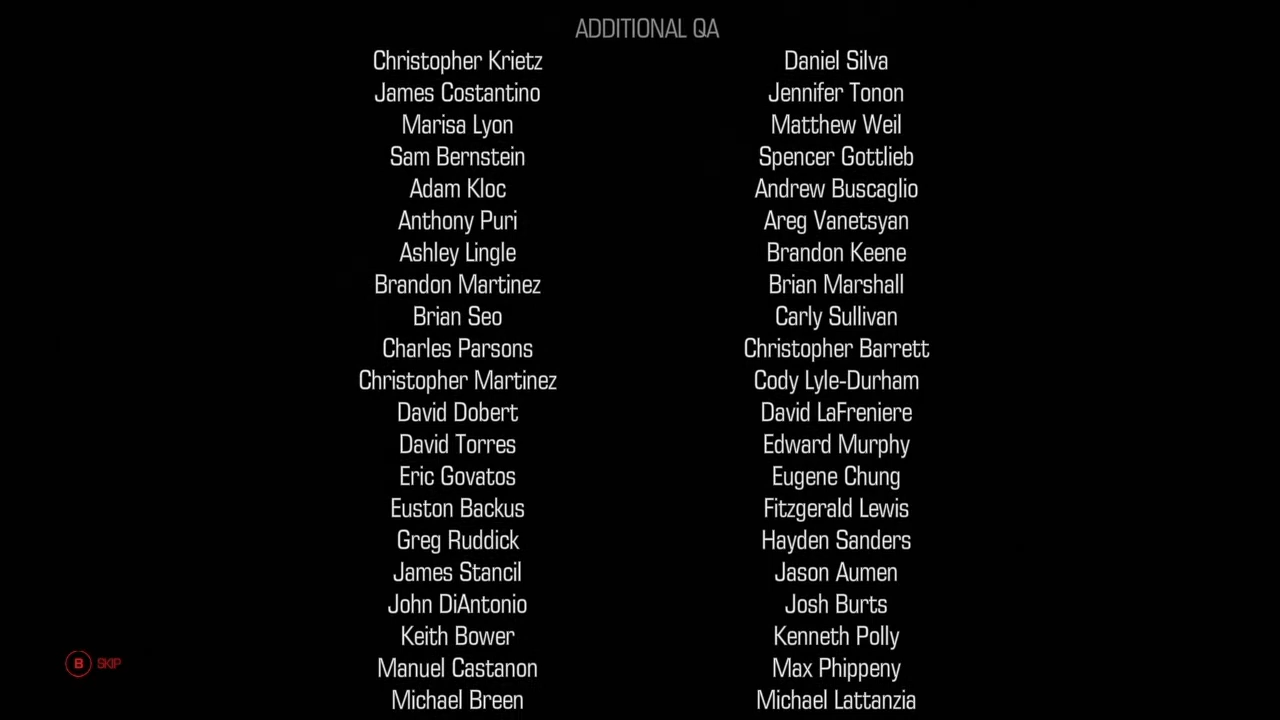 ADDITIONAL QA
Christopher Krietz Daniel Silva
James Costantino Jennifer Tonon
Marisa Lyon Matthew Weil
Sam Bernstein Spencer Gottlieb
Adam Kloc Andrew Buscaglio
Anthony Puri Areg Vanetsyan
Ashley Lingle Brandon Keene
Brandon Martinez Brian Marshall
Brian Seo Carly Sullivan
Charles Parsons Christopher Barrett
Christopher Martinez Cody Lyle-Durham
David Dobert David LaFreniere
David Torres Edward Murphy
Eric Govatos Eugene Chung
Euston Backus Fitzgerald Lewis
Greg Ruddick Hayden Sanders
James Stancil Jason Aumen
John DiAntonio Josh Burts
Keith Bower Kenneth Polly
Manuel Castanon Max Phippeny
Michael Breen Michael Lattanzia
B SKIP